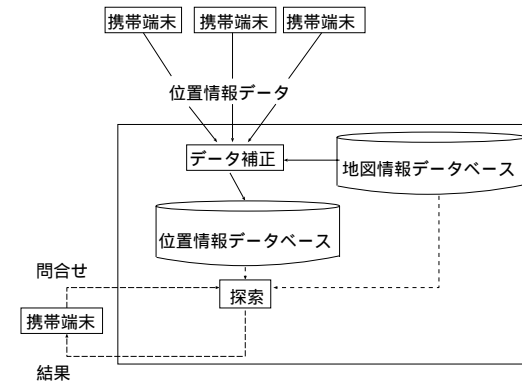 携帯端末 携帯端末 携帯端末
位置情報データ
データ補正
地図情報データベース
位置情報データベース
問合せ
探索
携帯端末
結果